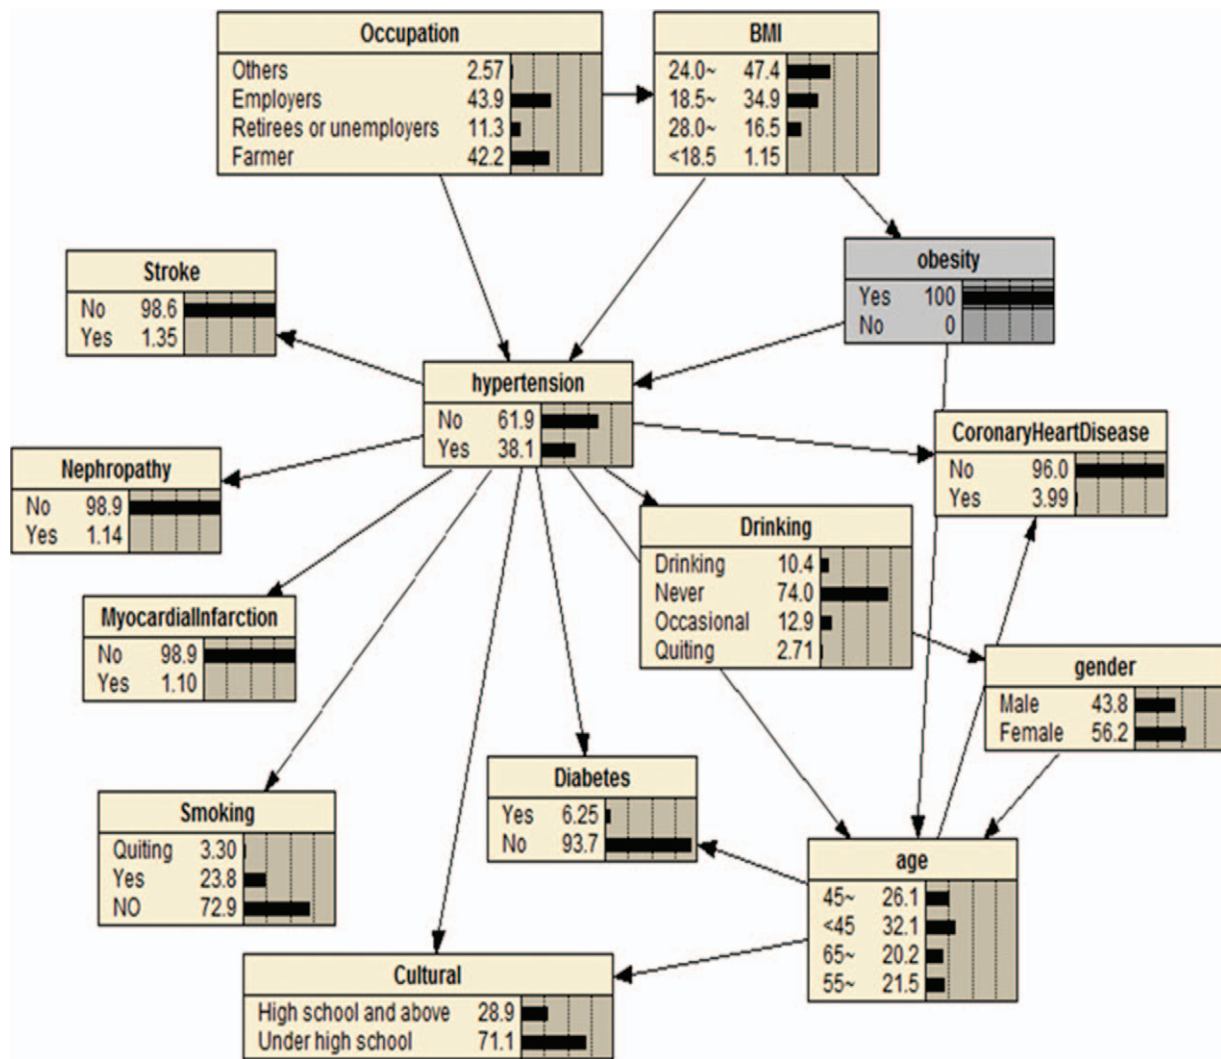 Occupation
Others 2.57
Employers 43.9
Retirees or unemployers 11.3
Farmer 42.2
BMI
24.0~ 47.4
18.5~ 34.9
28.0~ 16.5
<18.5 1.15
Stroke
No 98.6
Yes 1.35
obesity
Yes 100
No 0
hypertension
No 61.9
Yes 38.1
CoronaryHeartDisease
No 96.0
Yes 3.99
Nephropathy
No 98.9
Yes 1.14
Drinking
Drinking 10.4
Never 74.0
Occasional 12.9
Quiting 2.71
MyocardialInfarction
No 98.9
Yes 1.10
gender
Male 43.8
Female 56.2
Diabetes
Yes 6.25
No 93.7
Smoking
Quiting 3.30
Yes 23.8
NO 72.9
age
45~ 26.1
<45 32.1
65~ 20.2
55~ 21.5
Cultural
High school and above 28.9
Under high school 71.1